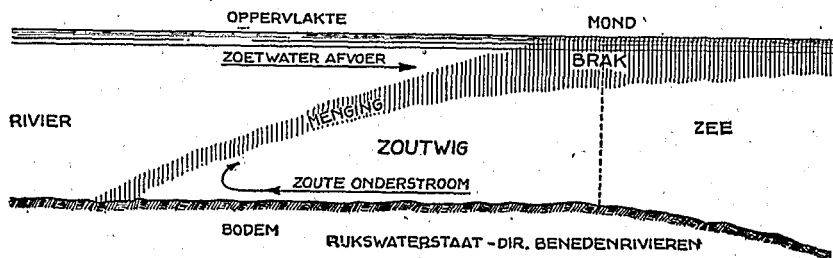 OPPERVLAKTE
MOND
ZOETWATER AFVOER
BRAK
MENGING
RIVIER
ZEE
ZOUTWIG
ZOUTE ONDERSTROOM
BODEM
RIJKSWATERSTAAT - DIR. BENEDENRIVIEREN